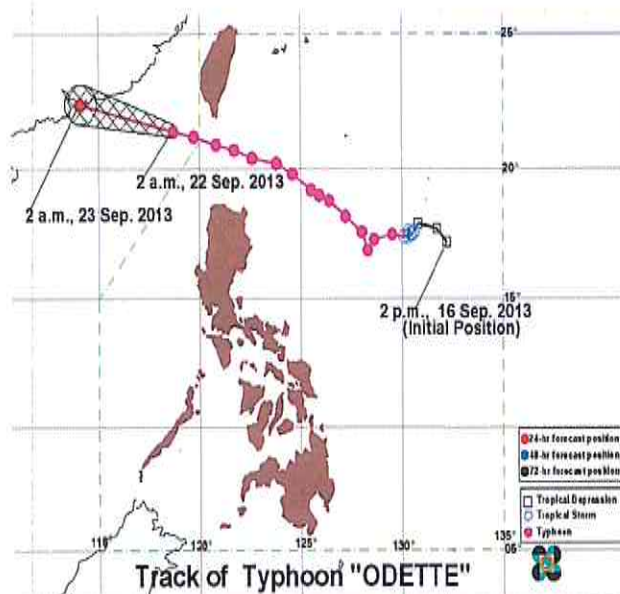 25°
20°
2 a.m., 22 Sep. 2013
2 a.m., 23 Sep. 2013
15°
2 p.m., 16 Sep. 2013
(Initial Position)
24-hr forecast position
48-hr forecast position
72-hr forecast position
Tropical Depression
Tropical Storm
Typhoon
120°
125°
130°
135°
05°
Track of Typhoon "ODETTE"